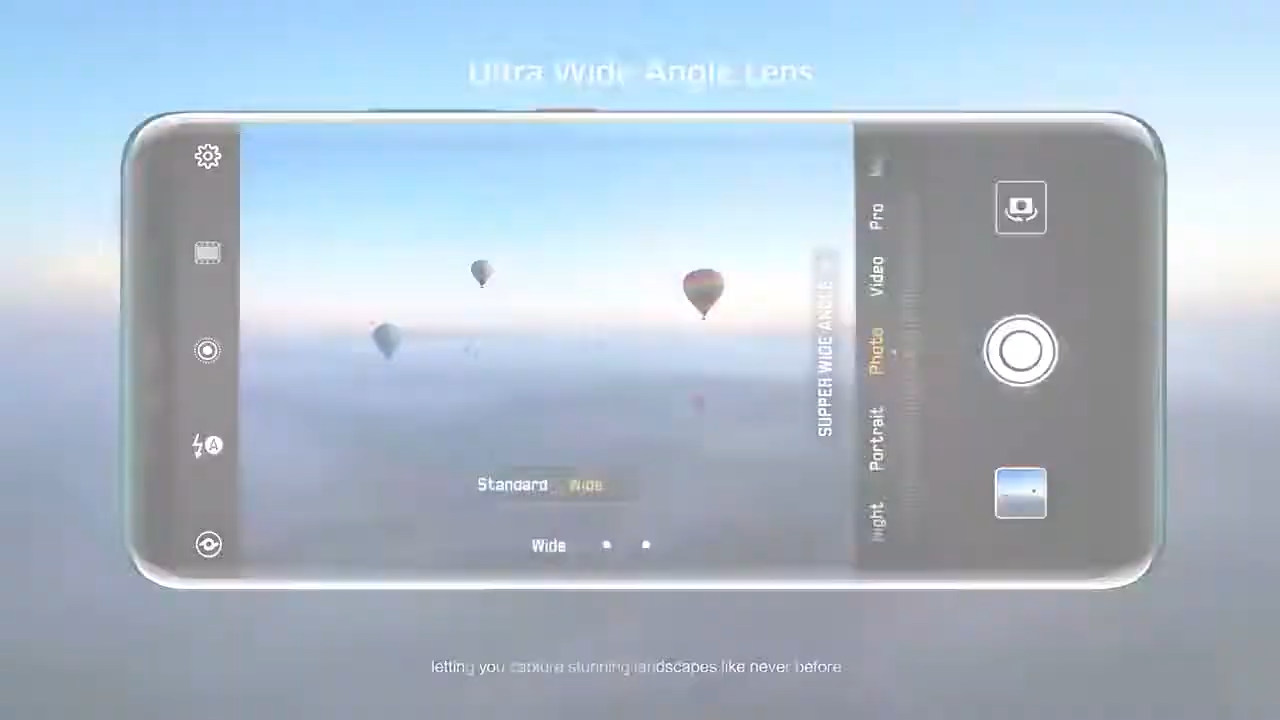 Ultra Wide Angle Lens
Pro
Video
Photo
Portrait
Night
SUPPER WIDE ANGLE
Standard Wide
Wide
A
letting you capture stunning landscapes like never before